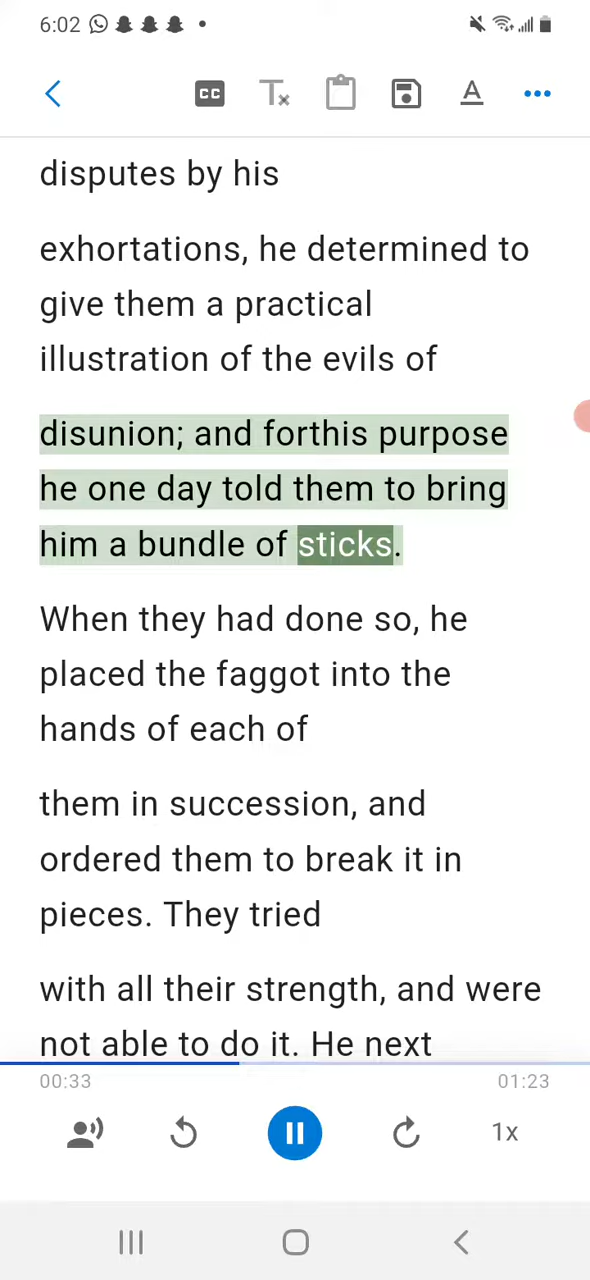 6:02
CC
Tx
A
disputes by his
exhortations, he determined to
give them a practical
illustration of the evils of
disunion; and forthis purpose
he one day told them to bring
him a bundle of sticks.
When they had done so, he
placed the faggot into the
hands of each of
them in succession, and
ordered them to break it in
pieces. They tried
with all their strength, and were
not able to do it. He next
00:33
01:23
1x